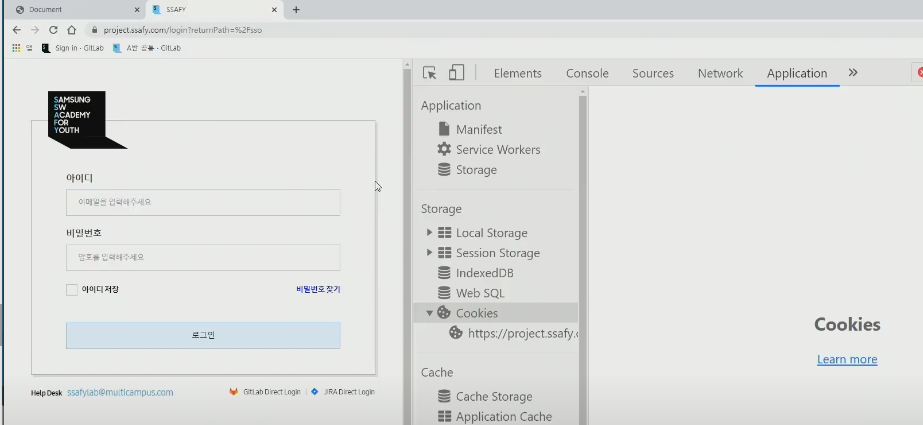 Document
SSAFY
project.ssafy.com/login?returnPath=%2Fsso
앱
Sign in · GitLab
A반 공통 · GitLab
SAMSUNG
SW
ACADEMY
FOR
YOUTH
아이디
이메일을 입력해주세요
비밀번호
암호를 입력해주세요
아이디 저장
비밀번호 찾기
로그인
Help Desk ssafylab@multicampus.com
GitLab Direct Login
JIRA Direct Login
Elements
Console
Sources
Network
Application
Application
Manifest
Service Workers
Storage
Storage
Local Storage
Session Storage
IndexedDB
Web SQL
Cookies
https://project.ssafy.c
Cache
Cache Storage
Application Cache
Cookies
Learn more